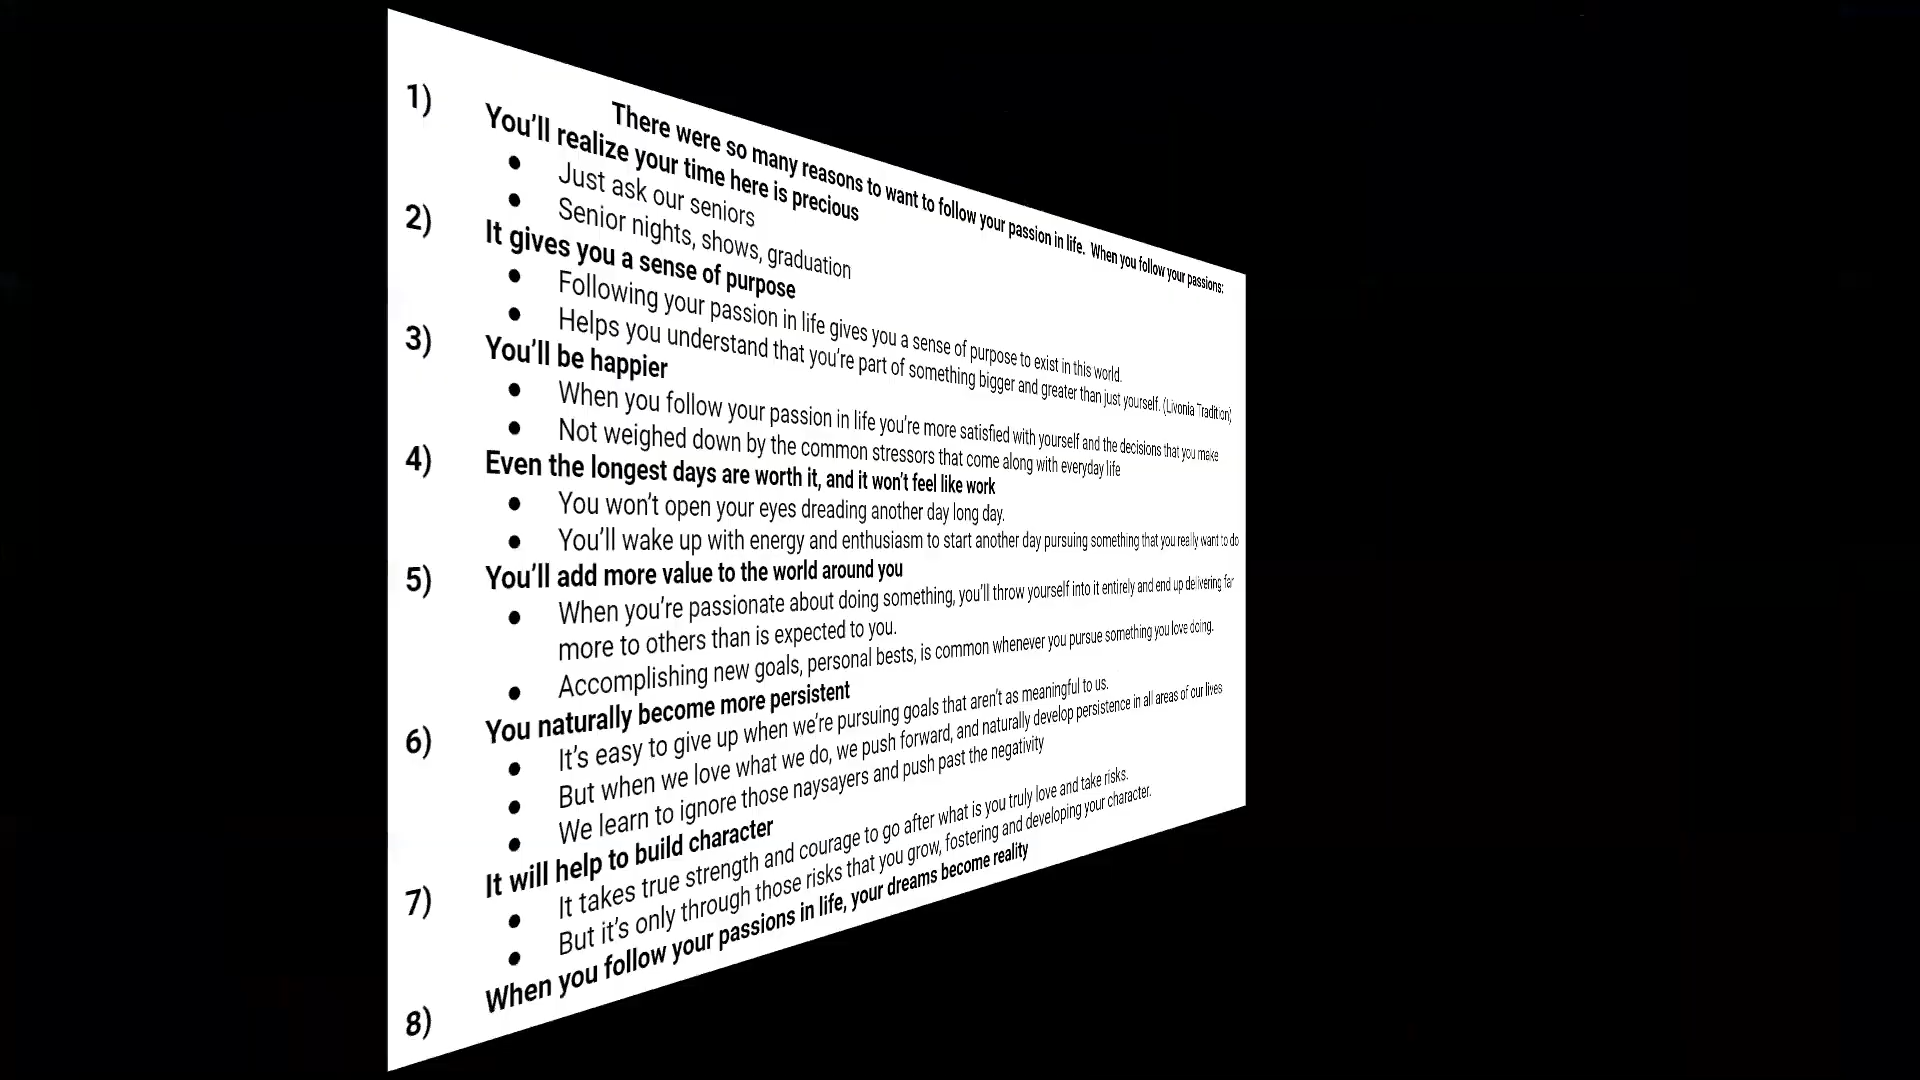 There were so many reasons to want to follow your passion in life. When you follow your passions:
1) You'll realize your time here is precious
● Just ask our seniors
● Senior nights, shows, graduation
2) It gives you a sense of purpose
● Following your passion in life gives you a sense of purpose to exist in this world.
● Helps you understand that you're part of something bigger and greater than just yourself. (Livonia Tradition)
3) You'll be happier
● When you follow your passion in life you're more satisfied with yourself and the decisions that you make
● Not weighed down by the common stressors that come along with everyday life
4) Even the longest days are worth it, and it won't feel like work
● You won't open your eyes dreading another day long day.
● You'll wake up with energy and enthusiasm to start another day pursuing something that you really want to do
5) You'll add more value to the world around you
● When you're passionate about doing something, you'll throw yourself into it entirely and end up delivering far
more to others than is expected to you.
● Accomplishing new goals, personal bests, is common whenever you pursue something you love doing.
6) You naturally become more persistent
● It's easy to give up when we're pursuing goals that aren't as meaningful to us.
● But when we love what we do, we push forward, and naturally develop persistence in all areas of our lives
● We learn to ignore those naysayers and push past the negativity
7) It will help to build character
● It takes true strength and courage to go after what is you truly love and take risks.
● But it's only through those risks that you grow, fostering and developing your character.
8) When you follow your passions in life, your dreams become reality